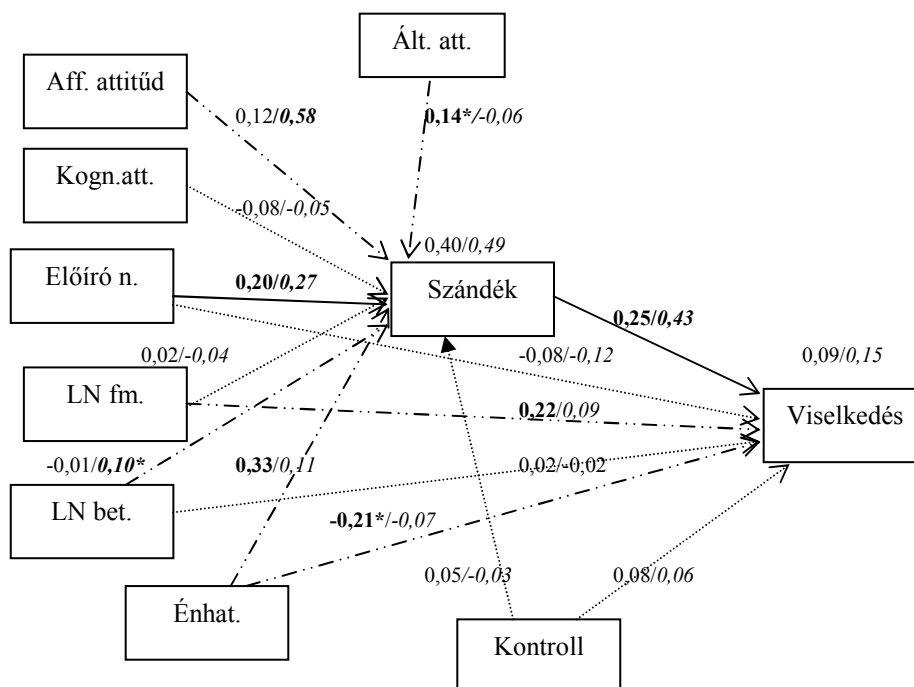 Ált. att.
Aff. attitűd
0,12/0,58
0,14*/-0,06
Kogn.att.
-0,08/-0,05
0,40/0,49
Előíró n.
0,20/0,27
Szándék
0,25/0,43
0,02/-0,04
-0,08/-0,12
0,09/0,15
LN fm.
0,22/0,09
Viselkedés
-0,01/0,10*
0,33/0,11
0,02/-0,02
LN bet.
-0,21*/-0,07
0,05/-0,03
0,08/0,06
Énhat.
Kontroll